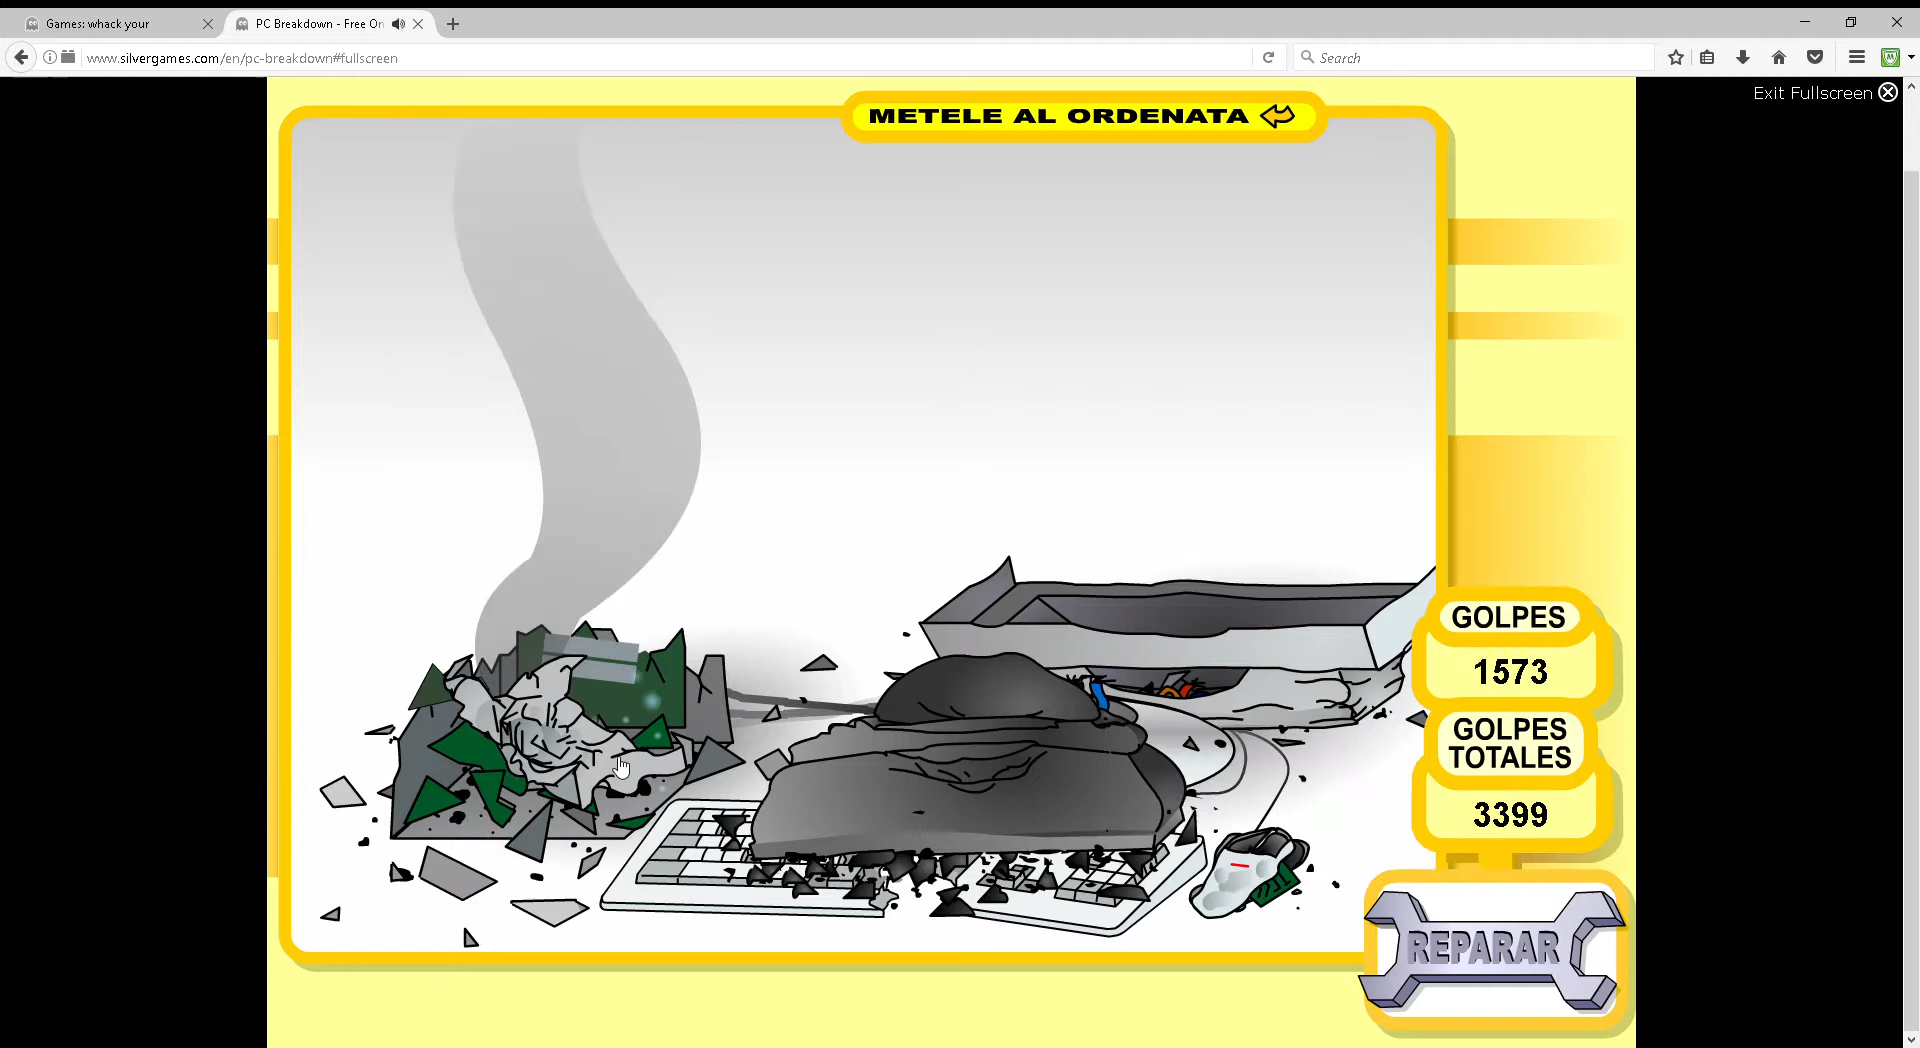 Games: whack your
PC Breakdown - Free On
www.silvergames.com/en/pc-breakdown#fullscreen
Search
Exit Fullscreen
METELE AL ORDENATA
GOLPES
1573
GOLPES
TOTALES
3399
REPARAR